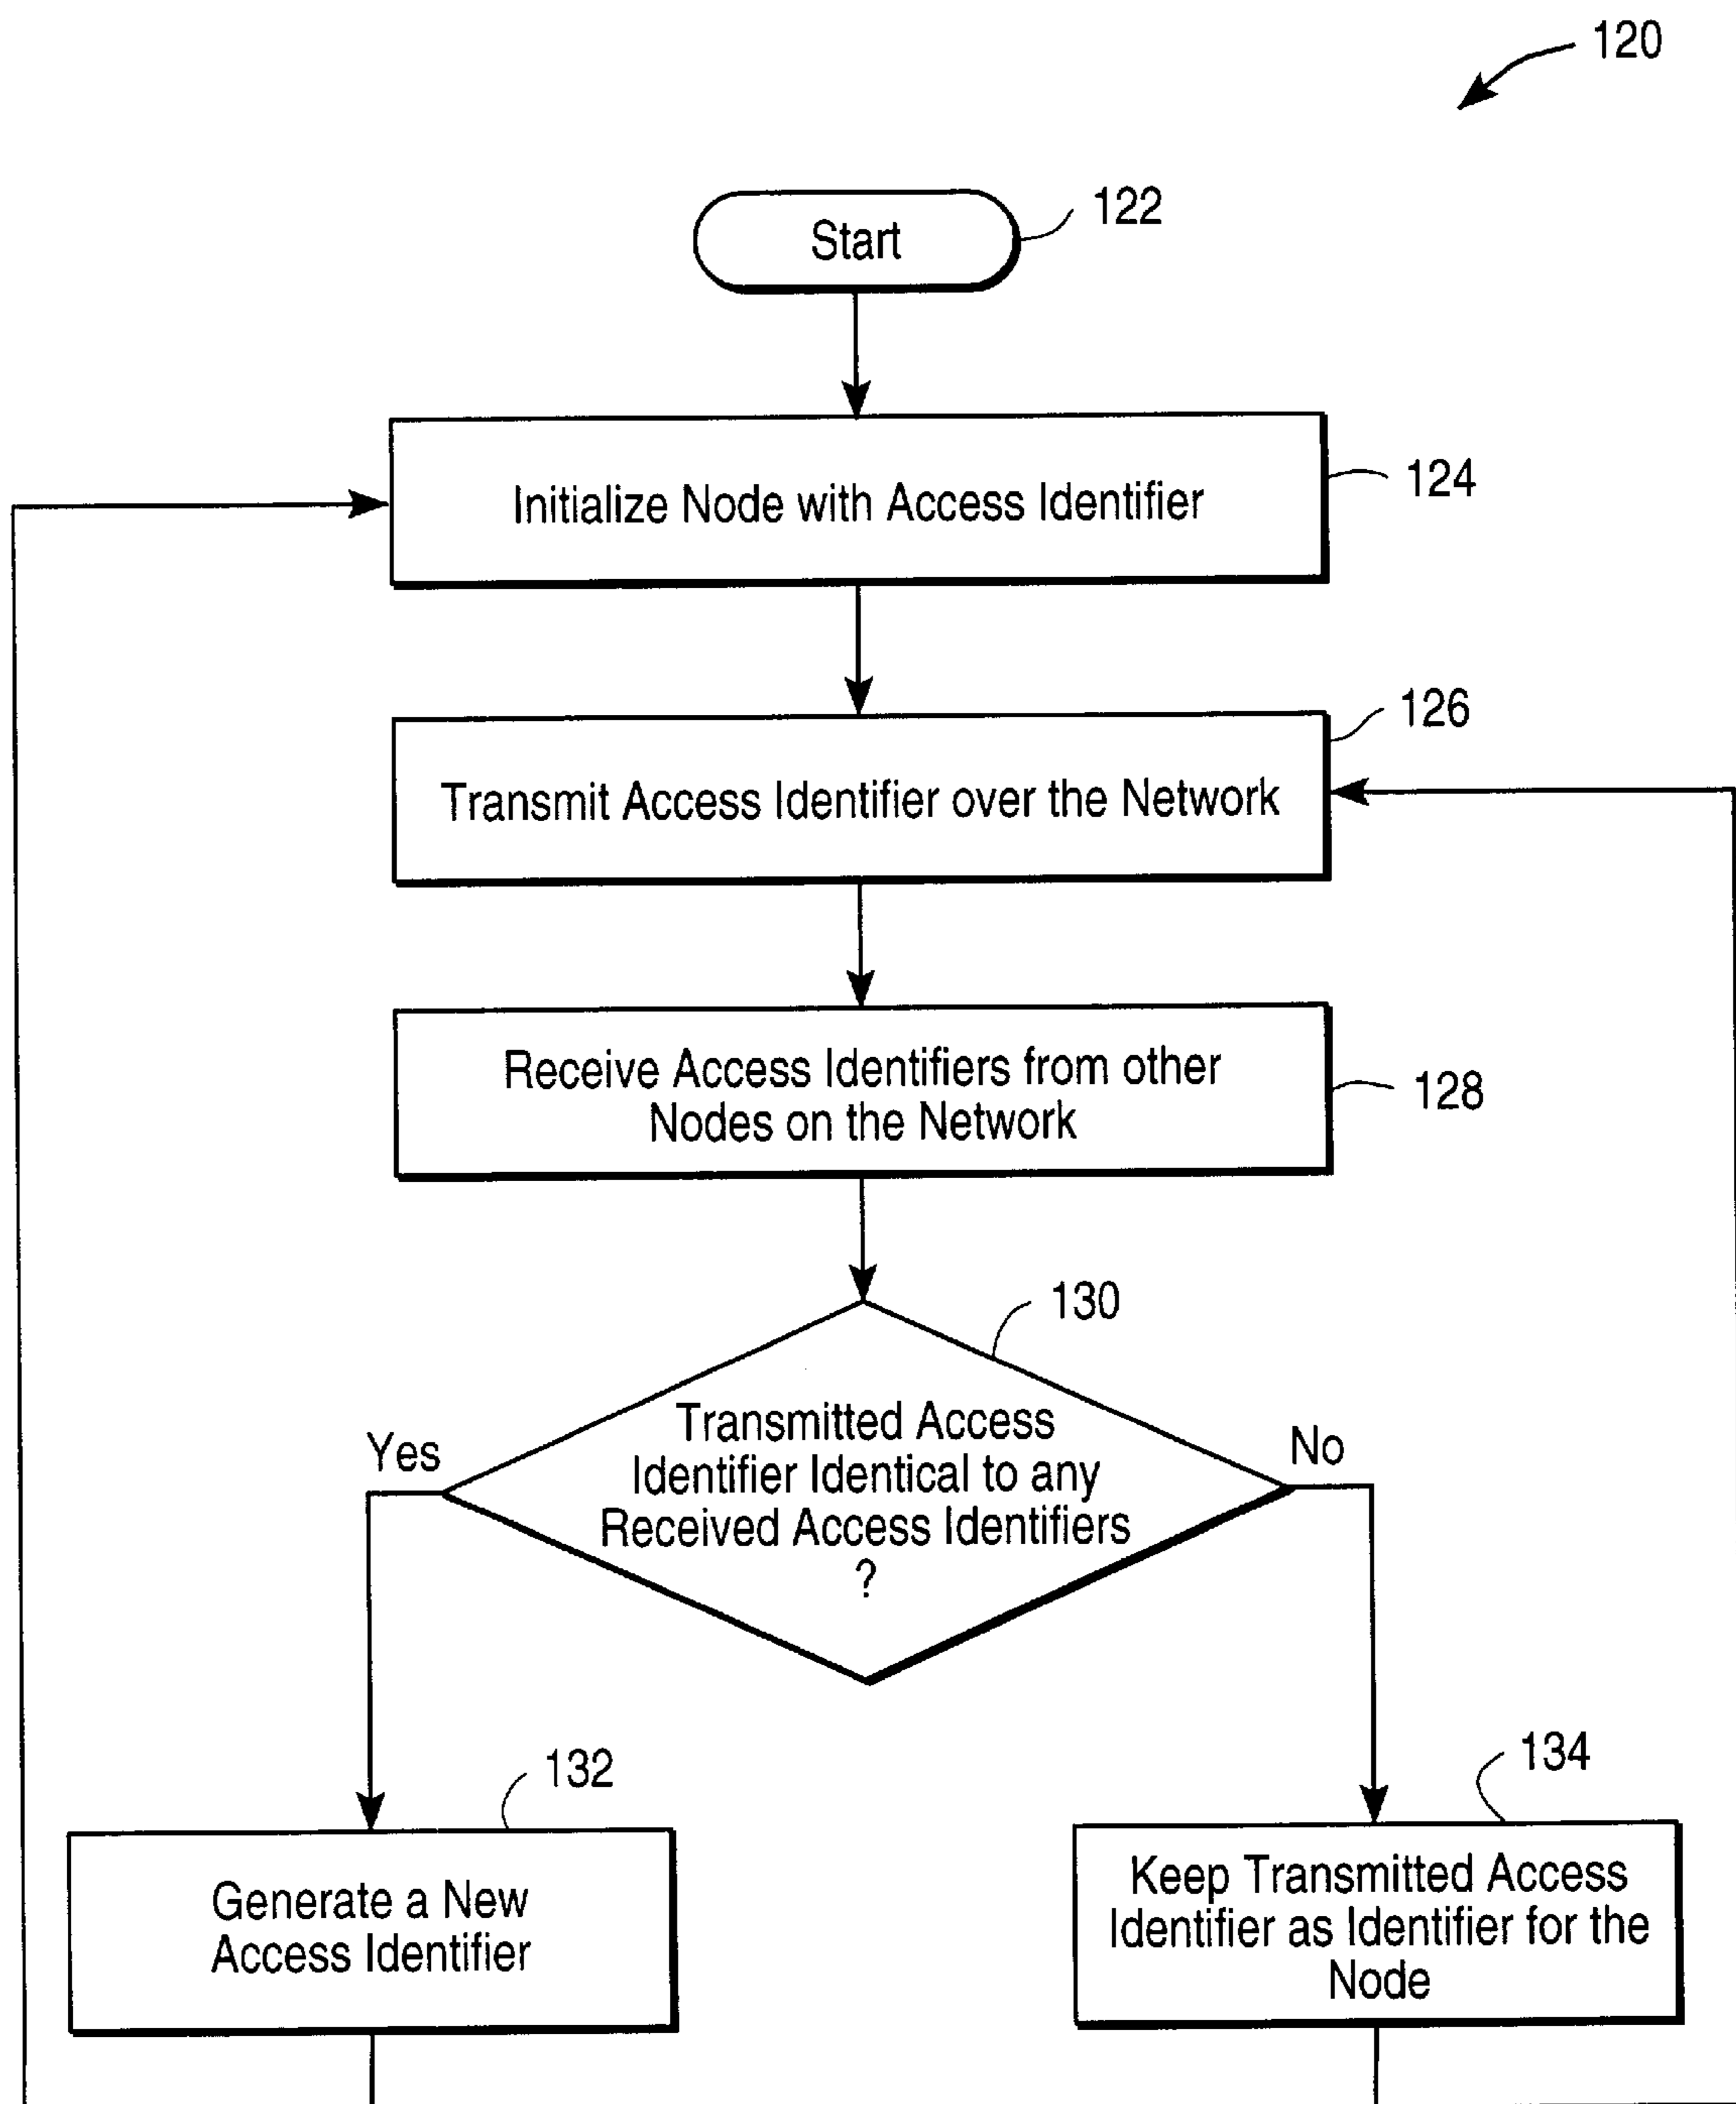 120
Start
122
Initialize Node with Access Identifier
124
Transmit Access Identifier over the Network
126
Receive Access Identifiers from other
Nodes on the Network
128
130
Transmitted Access
Identifier Identical to any
Received Access Identifiers
?
Yes
No
132
Generate a New
Access Identifier
134
Keep Transmitted Access
Identifier as Identifier for the
Node